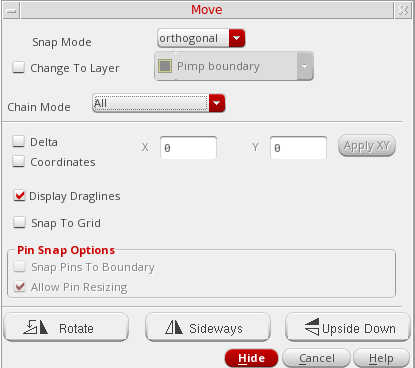 Move
Snap Mode orthogonal
Change To Layer Pimp boundary
Chain Mode All
Delta X 0 Y 0 Apply XY
Coordinates
Display Draglines
Snap To Grid
Pin Snap Options
Snap Pins To Boundary
Allow Pin Resizing
Rotate Sideways Upside Down
Hide Cancel Help